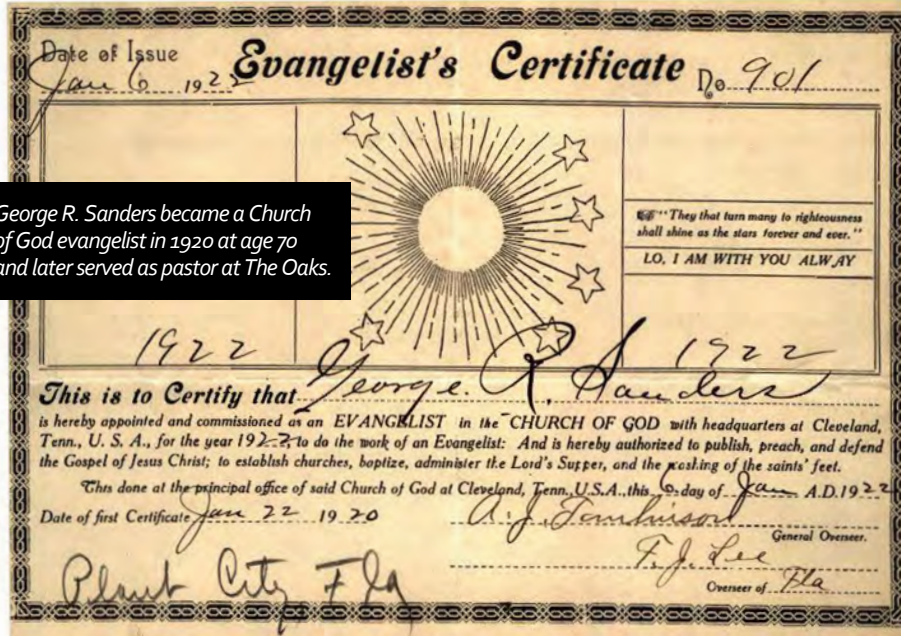 Date of Issue
Jan 6 1922
Evangelist's Certificate
No 901
George R. Sanders became a Church
of God evangelist in 1920 at age 70
and later served as pastor at The Oaks.
"They that turn many to righteousness
shall shine as the stars forever and ever."
LO, I AM WITH YOU ALWAY
1922
1922
This is to Certify that George. R. Sanders
is hereby appointed and commissioned as an EVANGELIST in the CHURCH OF GOD with headquarters at Cleveland,
Tenn., U. S. A., for the year 1922 to do the work of an Evangelist: And is hereby authorized to publish, preach, and defend
the Gospel of Jesus Christ; to establish churches, baptize, administer the Lord's Supper, and the washing of the saints' feet.
This done at the principal office of said Church of God at Cleveland, Tenn., U.S.A., this 6 day of Jan A.D. 1922
Date of first Certificate Jan 22 1920
A. J. Tomlinson
General Overseer.
F. J. Lee
Overseer of Fla
Plant City Fla